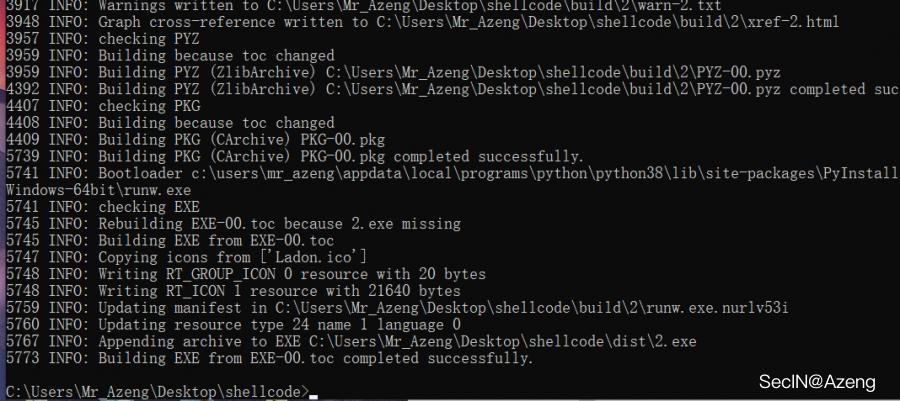 3917 INFO: Warnings written to C:\Users\Mr_Azeng\Desktop\shellcode\build\2\warn-2.txt
3948 INFO: Graph cross-reference written to C:\Users\Mr_Azeng\Desktop\shellcode\build\2\xref-2.html
3957 INFO: checking PYZ
3959 INFO: Building because toc changed
3959 INFO: Building PYZ (ZlibArchive) C:\Users\Mr_Azeng\Desktop\shellcode\build\2\PYZ-00.pyz
4392 INFO: Building PYZ (ZlibArchive) C:\Users\Mr_Azeng\Desktop\shellcode\build\2\PYZ-00.pyz completed suc
4407 INFO: checking PKG
4408 INFO: Building because toc changed
4409 INFO: Building PKG (CArchive) PKG-00.pkg
5739 INFO: Building PKG (CArchive) PKG-00.pkg completed successfully.
5741 INFO: Bootloader c:\users\mr_azeng\appdata\local\programs\python\python38\lib\site-packages\PyInstall
Windows-64bit\runw.exe
5741 INFO: checking EXE
5745 INFO: Rebuilding EXE-00.toc because 2.exe missing
5745 INFO: Building EXE from EXE-00.toc
5747 INFO: Copying icons from ['Ladon.ico']
5748 INFO: Writing RT_GROUP_ICON 0 resource with 20 bytes
5748 INFO: Writing RT_ICON 1 resource with 21640 bytes
5759 INFO: Updating manifest in C:\Users\Mr_Azeng\Desktop\shellcode\build\2\runw.exe.nurlv53i
5760 INFO: Updating resource type 24 name 1 language 0
5767 INFO: Appending archive to EXE C:\Users\Mr_Azeng\Desktop\shellcode\dist\2.exe
5773 INFO: Building EXE from EXE-00.toc completed successfully.
C:\Users\Mr_Azeng\Desktop\shellcode>
SecIN@Azeng